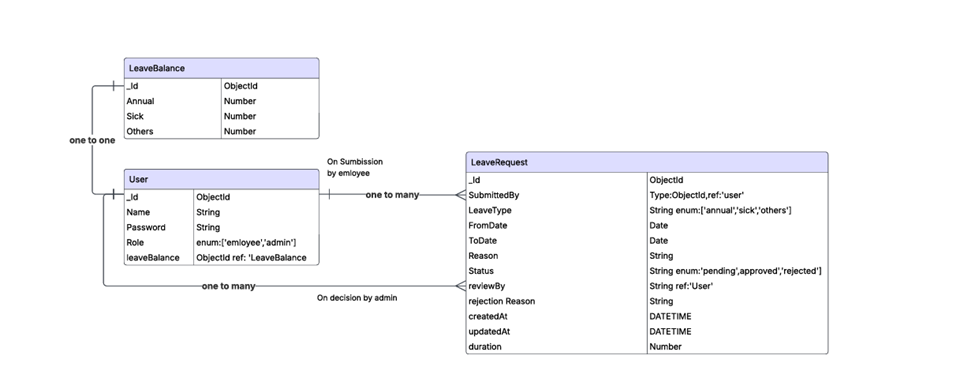 LeaveBalance
_Id ObjectId
Annual Number
Sick Number
Others Number
one to one
On Sumbission
by emloyee
one to many
User
_Id ObjectId
Name String
Password String
Role enum:['emloyee','admin']
leaveBalance ObjectId ref: 'LeaveBalance
one to many
On decision by admin
LeaveRequest
_Id ObjectId
SubmittedBy Type:ObjectId,ref:'user'
LeaveType String enum:['annual','sick','others']
FromDate Date
ToDate Date
Reason String
Status String enum:'pending',approved','rejected']
reviewBy String ref:'User'
rejection Reason String
createdAt DATETIME
updatedAt DATETIME
duration Number